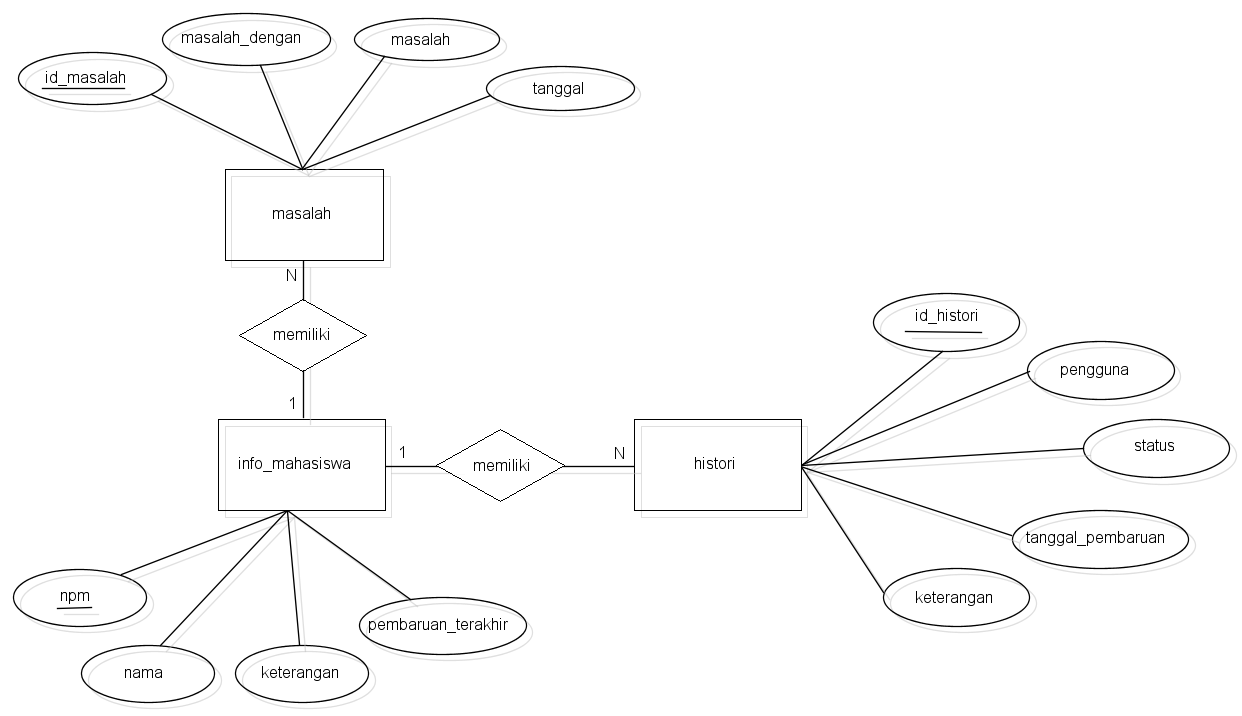 masalah_dengan
masalah
id_masalah
tanggal
masalah
N
memiliki
1
info_mahasiswa
1
memiliki
N
histori
id_histori
pengguna
status
tanggal_pembaruan
keterangan
npm
nama
keterangan
pembaruan_terakhir